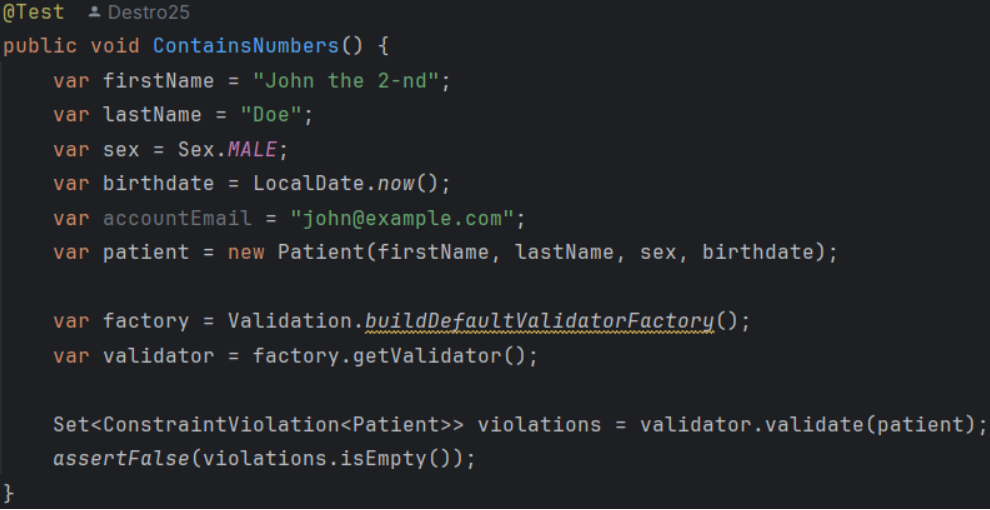 @Test Destro25
public void ContainsNumbers() {
    var firstName = "John the 2-nd";
    var lastName = "Doe";
    var sex = Sex.MALE;
    var birthdate = LocalDate.now();
    var accountEmail = "john@example.com";
    var patient = new Patient(firstName, lastName, sex, birthdate);

    var factory = Validation.buildDefaultValidatorFactory();
    var validator = factory.getValidator();

    Set<ConstraintViolation<Patient>> violations = validator.validate(patient);
    assertFalse(violations.isEmpty());
}